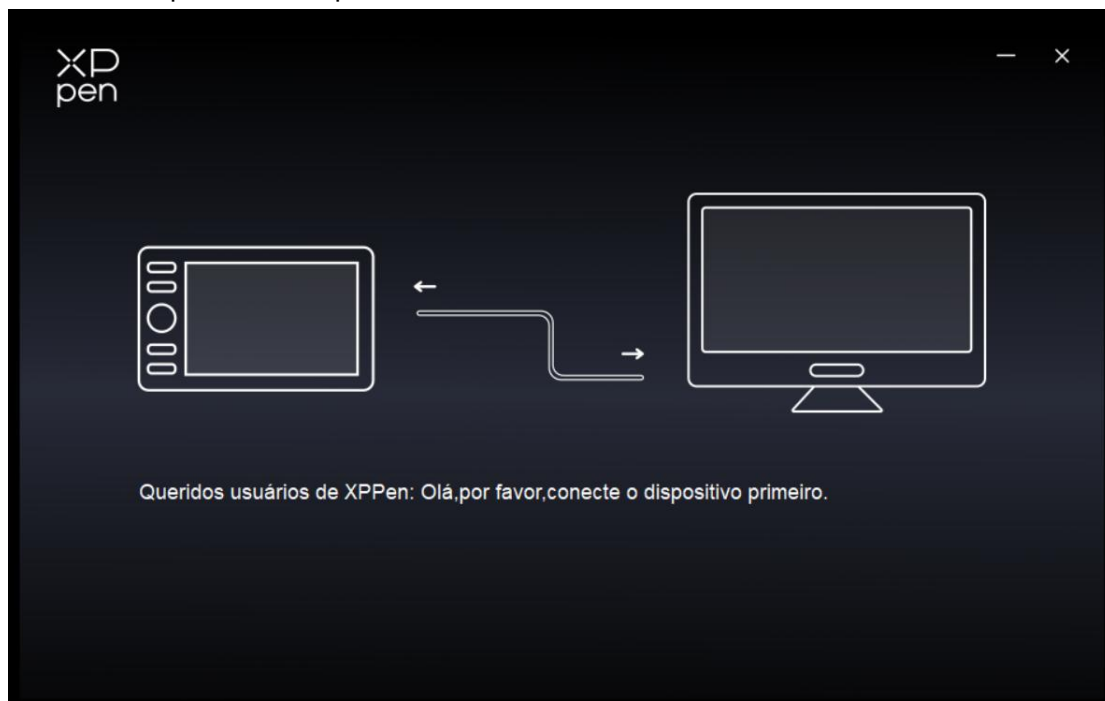 XP
pen
Queridos usuários de XPPen: Olá,por favor,conecte o dispositivo primeiro.